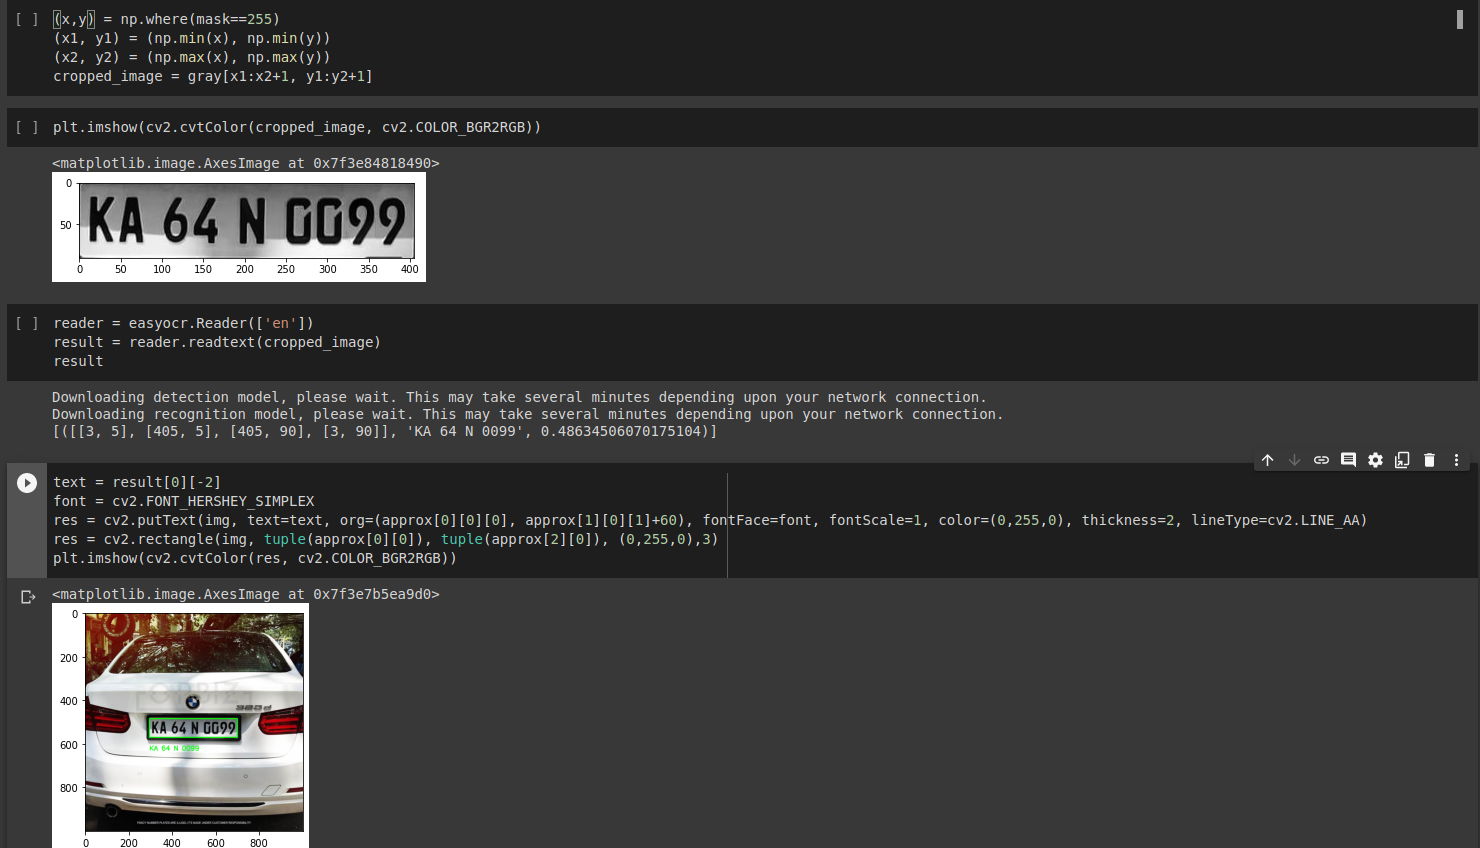 [ ] (x,y) = np.where(mask==255)
(x1, y1) = (np.min(x), np.min(y))
(x2, y2) = (np.max(x), np.max(y))
cropped_image = gray[x1:x2+1, y1:y2+1]
[ ] plt.imshow(cv2.cvtColor(cropped_image, cv2.COLOR_BGR2RGB))
<matplotlib.image.AxesImage at 0x7f3e84818490>
0
50
KA 64 N 0099
0 50 100 150 200 250 300 350 400
[ ] reader = easyocr.Reader(['en'])
result = reader.readtext(cropped_image)
result
Downloading detection model, please wait. This may take several minutes depending upon your network connection.
Downloading recognition model, please wait. This may take several minutes depending upon your network connection.
[([[3, 5], [405, 5], [405, 90], [3, 90]], 'KA 64 N 0099', 0.48634506070175104)]
text = result[0][-2]
font = cv2.FONT_HERSHEY_SIMPLEX
res = cv2.putText(img, text=text, org=(approx[0][0][0], approx[1][0][1]+60), fontFace=font, fontScale=1, color=(0,255,0), thickness=2, lineType=cv2.LINE_AA)
res = cv2.rectangle(img, tuple(approx[0][0]), tuple(approx[2][0]), (0,255,0),3)
plt.imshow(cv2.cvtColor(res, cv2.COLOR_BGR2RGB))
<matplotlib.image.AxesImage at 0x7f3e7b5ea9d0>
0
200
400
600
800
320d
KA 64 N 0099
KA 64 N 0099
0 200 400 600 800